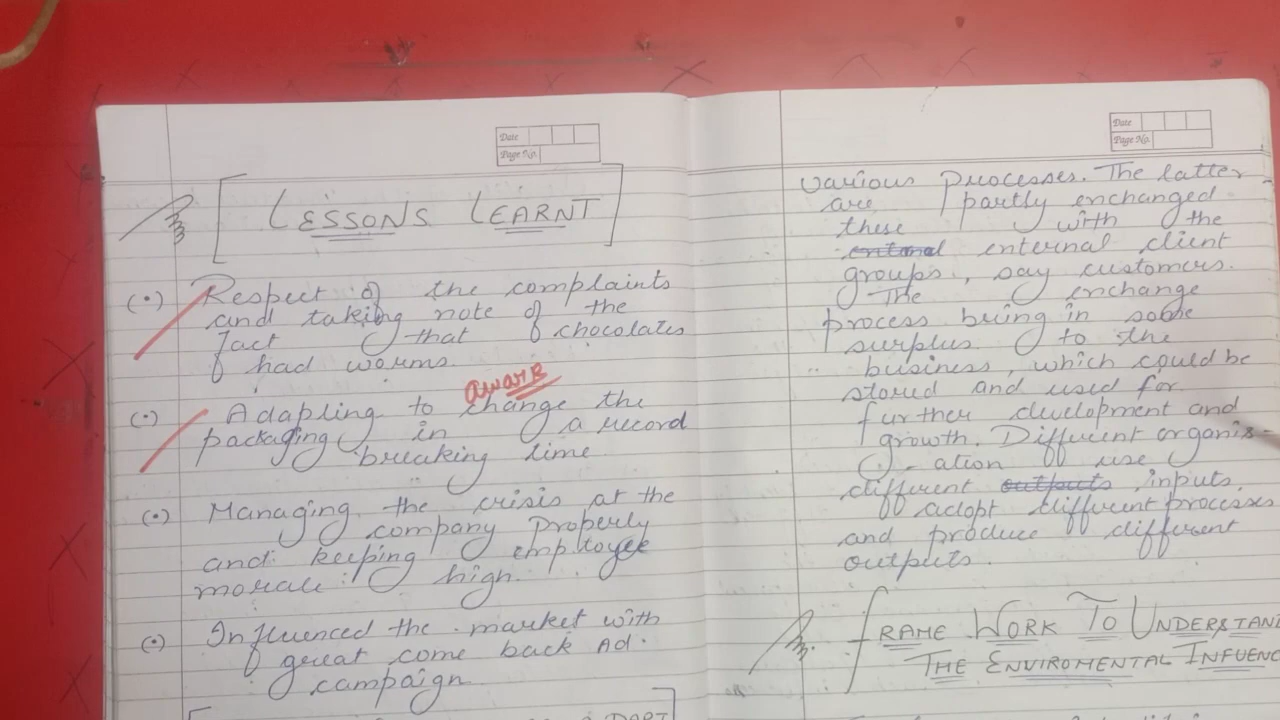 Date
Page No.
LESSONS LEARNT
(•) Respect of the complaints
and taking note of the
fact that of chocolates
had worms.
aware
(•) Adapting to change the
packaging in a record
breaking time
(•) Managing the crisis at the
company Properly
and keeping employee
morale high.
(•) Influenced the market with
great come back Ad.
campaign
Date
Page No.
various processes. The latter
are partly exchanged
these with the
external client
groups, say customers.
The exchange
process being in some
surplus to the
business, which could be
stored and used for
further development and
growth. Different organis-
-ation use
different outputs inputs,
adopt different processes
and produce different
outputs.
FRAME WORK TO UNDERSTAND
THE ENVIROMENTAL INFUENC